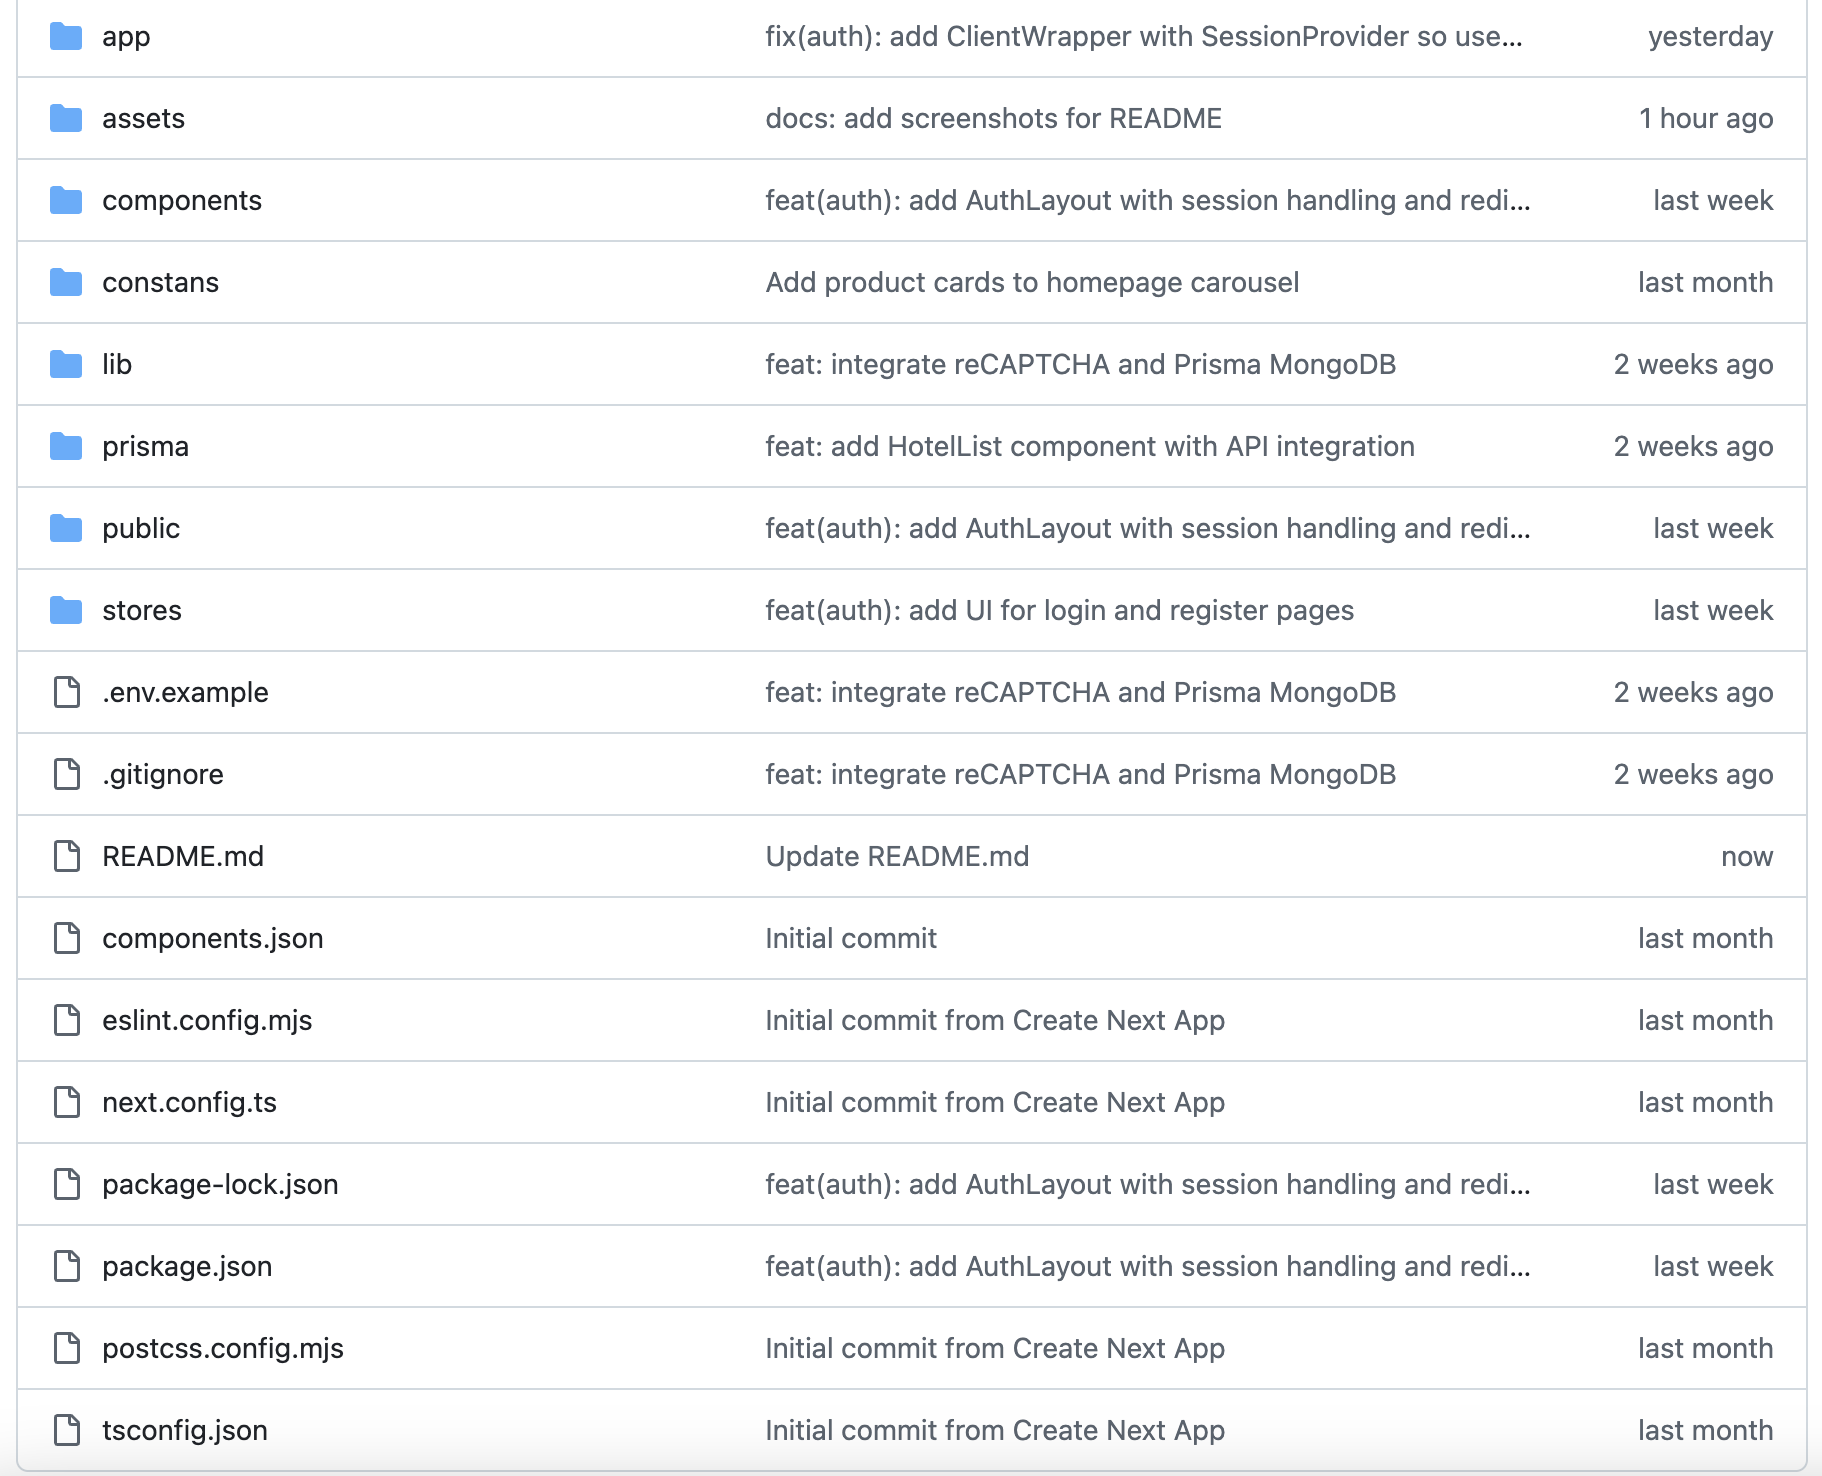 app fix(auth): add ClientWrapper with SessionProvider so use... yesterday
assets docs: add screenshots for README 1 hour ago
components feat(auth): add AuthLayout with session handling and redi... last week
constans Add product cards to homepage carousel last month
lib feat: integrate reCAPTCHA and Prisma MongoDB 2 weeks ago
prisma feat: add HotelList component with API integration 2 weeks ago
public feat(auth): add AuthLayout with session handling and redi... last week
stores feat(auth): add UI for login and register pages last week
.env.example feat: integrate reCAPTCHA and Prisma MongoDB 2 weeks ago
.gitignore feat: integrate reCAPTCHA and Prisma MongoDB 2 weeks ago
README.md Update README.md now
components.json Initial commit last month
eslint.config.mjs Initial commit from Create Next App last month
next.config.ts Initial commit from Create Next App last month
package-lock.json feat(auth): add AuthLayout with session handling and redi... last week
package.json feat(auth): add AuthLayout with session handling and redi... last week
postcss.config.mjs Initial commit from Create Next App last month
tsconfig.json Initial commit from Create Next App last month